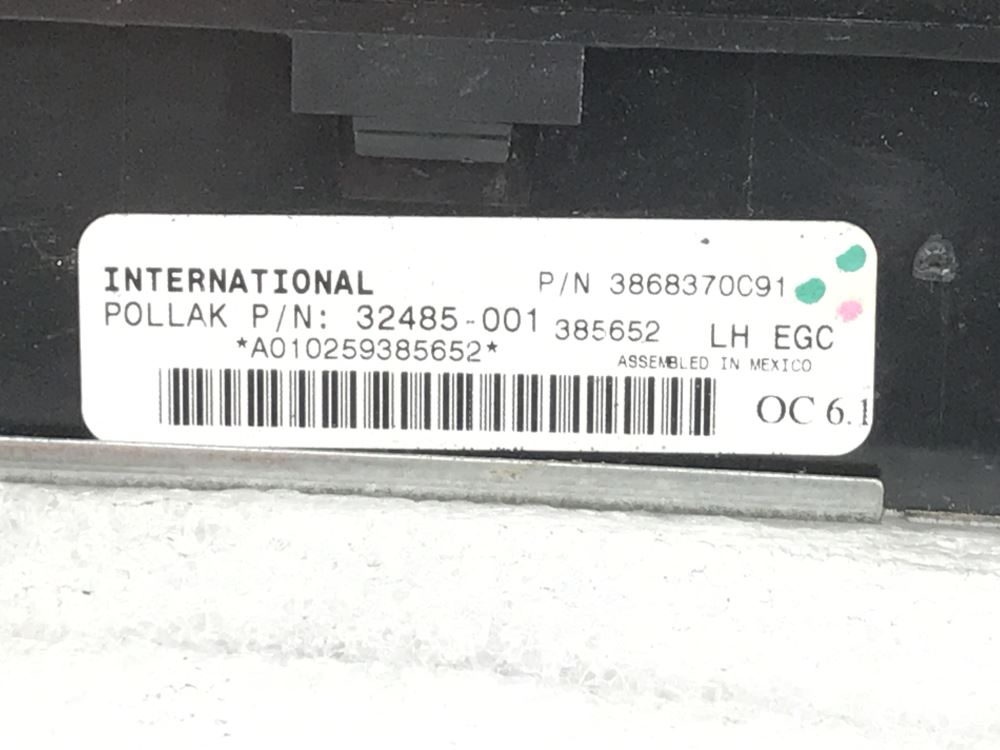 INTERNATIONAL P/N 3868370C91
POLLAK P/N: 32485-001 385652 LH EGC
*A010259385652* ASSEMBLED IN MEXICO
OC 6.1